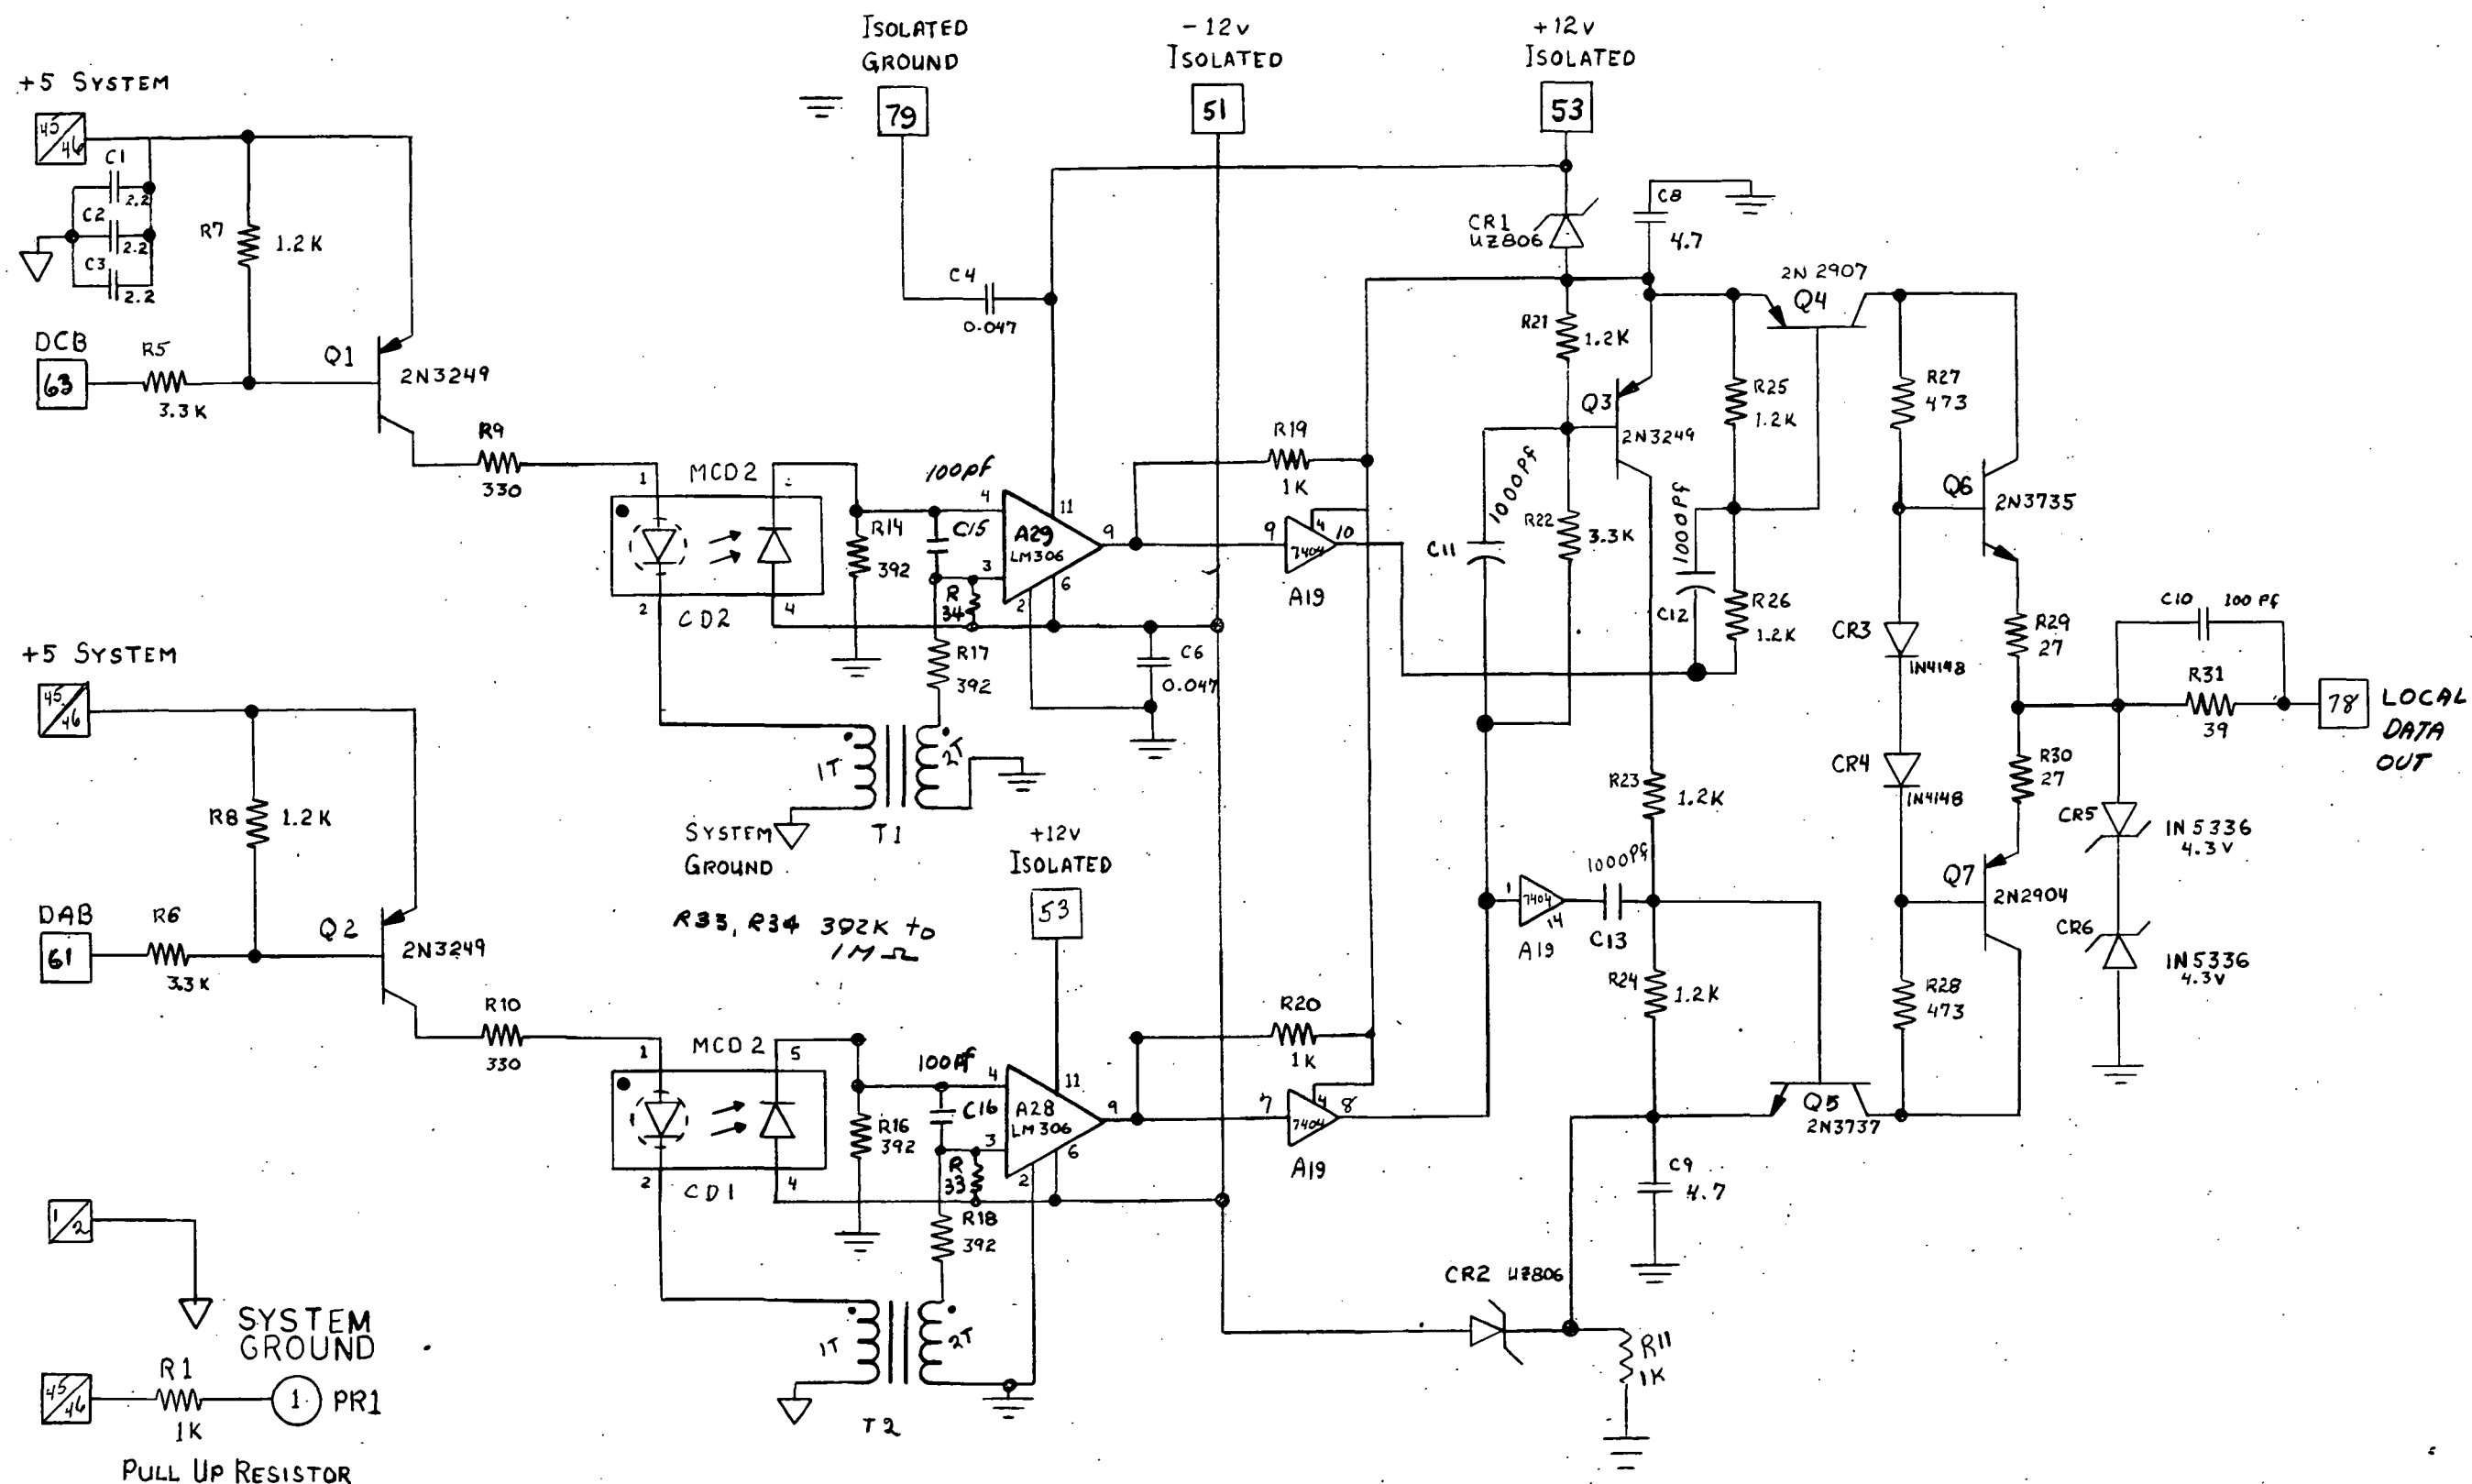 ISOLATED
GROUND
79
-12v
ISOLATED
51
+12v
ISOLATED
53
+5 SYSTEM
45/46
C1
2.2
C2
2.2
C3
2.2
R7
1.2K
DCB
63
R5
3.3K
Q1
2N3249
R9
330
MCD2
1
2
4
CD2
R14
392
100pf
C15
4
3
A29
LM306
11
9
6
2
R
34
R17
392
C4
0.047
C6
0.047
1T
2T
T1
SYSTEM
GROUND
R19
1K
9
4
7404
10
A19
CR1
UZ806
C8
4.7
R21
1.2K
Q3
2N3249
1000Pf
C11
R22
3.3K
R25
1.2K
1000Pf
C12
R26
1.2K
2N 2907
Q4
R27
473
Q6
2N3735
CR3
1N4148
R29
27
C10
100 Pf
R31
39
78
LOCAL
DATA
OUT
CR4
1N4148
R30
27
CR5
1N5336
4.3V
Q7
2N2904
CR6
1N5336
4.3V
R23
1.2K
1
7404
14
A19
1000Pf
C13
R24
1.2K
R28
473
Q5
2N3737
C9
4.7
CR2 UZ806
R11
1K
+5 SYSTEM
45/46
R8
1.2K
DAB
61
R6
3.3K
Q2
2N3249
R10
330
R33, R34 392K to
1M Ω
+12v
ISOLATED
53
MCD2
1
5
2
4
CD1
R16
392
100Pf
C16
4
3
A28
LM306
11
9
6
2
R
33
R18
392
R20
1K
7
4
7404
8
A19
1T
2T
T2
1/2
SYSTEM
GROUND
45/46
R1
1K
1
PR1
PULL UP RESISTOR